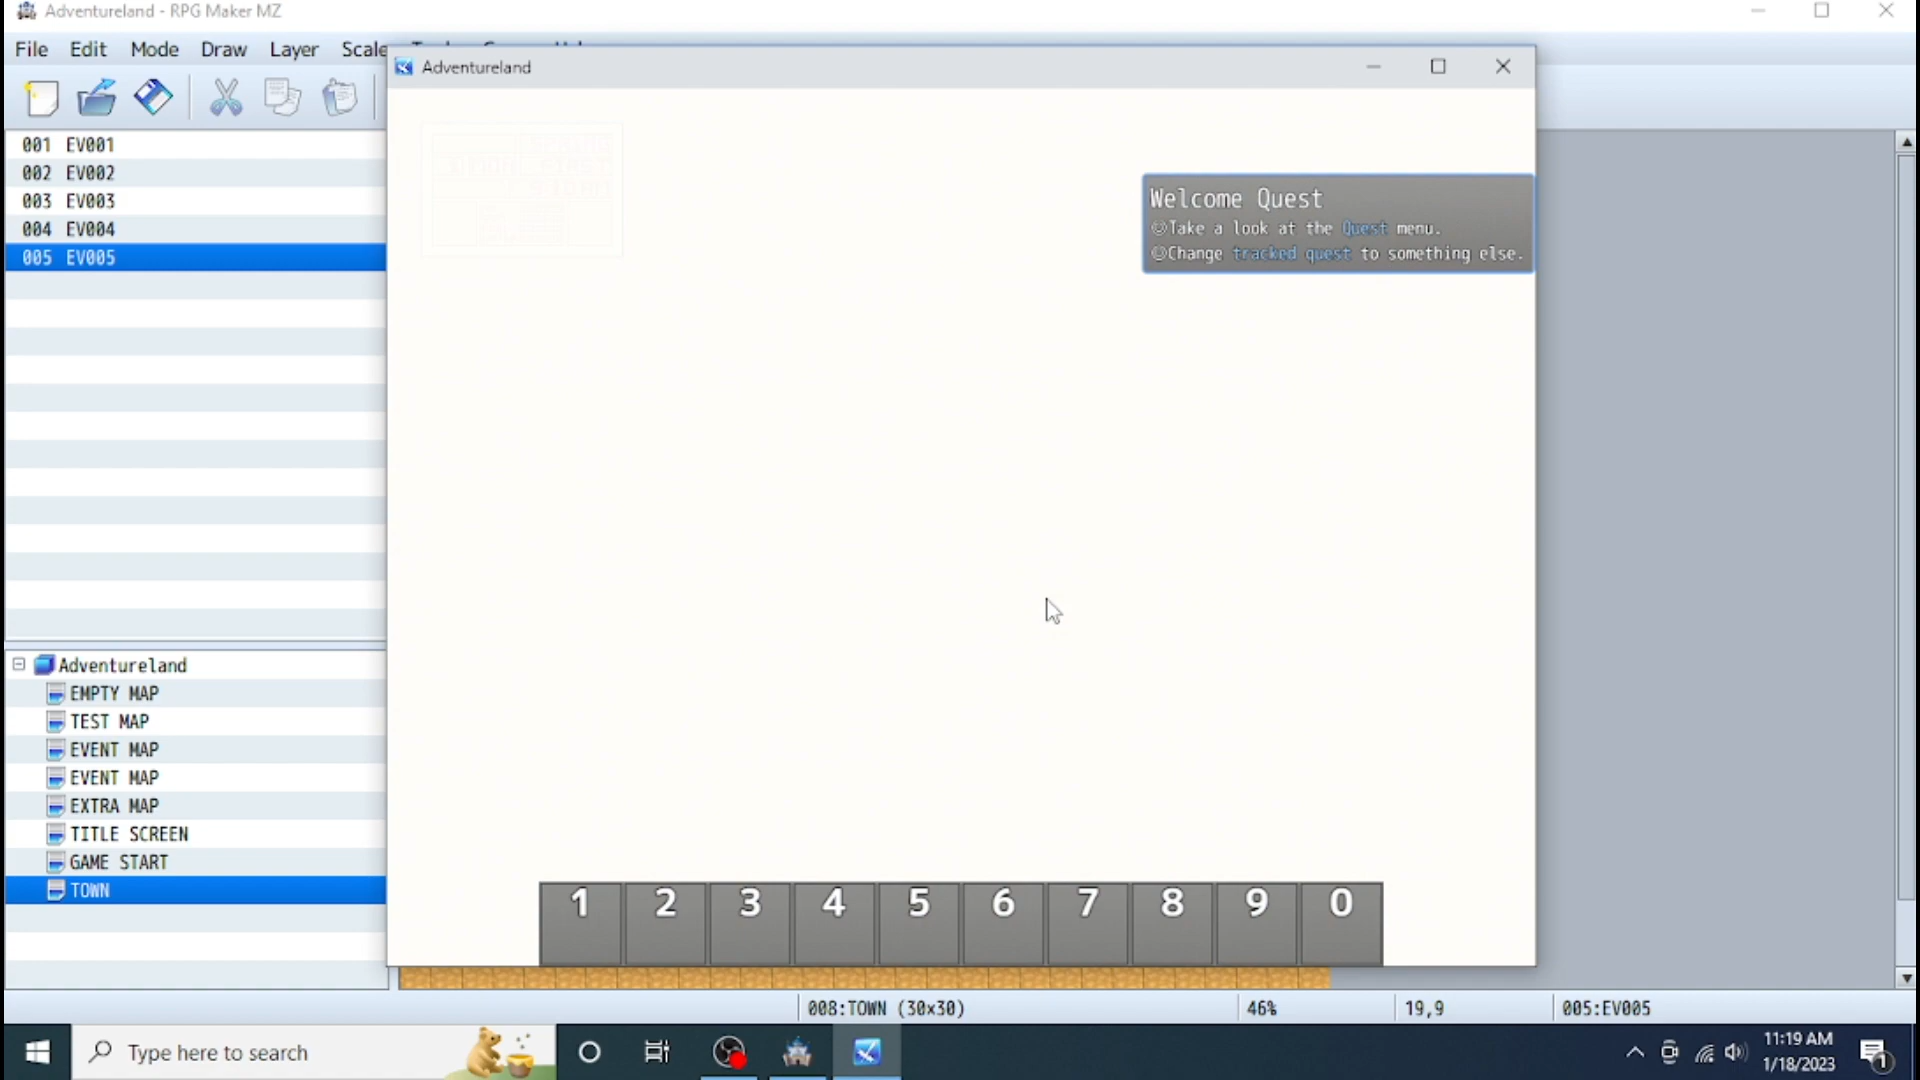 Adventureland - RPG Maker MZ
File Edit Mode Draw Layer Scale
Adventureland
001 EV001
002 EV002
003 EV003
004 EV004
005 EV005
Welcome Quest
Take a look at the Quest menu.
Change tracked quest to something else.
Adventureland
EMPTY MAP
TEST MAP
EVENT MAP
EVENT MAP
EXTRA MAP
TITLE SCREEN
GAME START
TOWN
1 2 3 4 5 6 7 8 9 0
008:TOWN (30x30) 46% 19,9 005:EV005
Type here to search
11:19 AM
1/18/2023
1